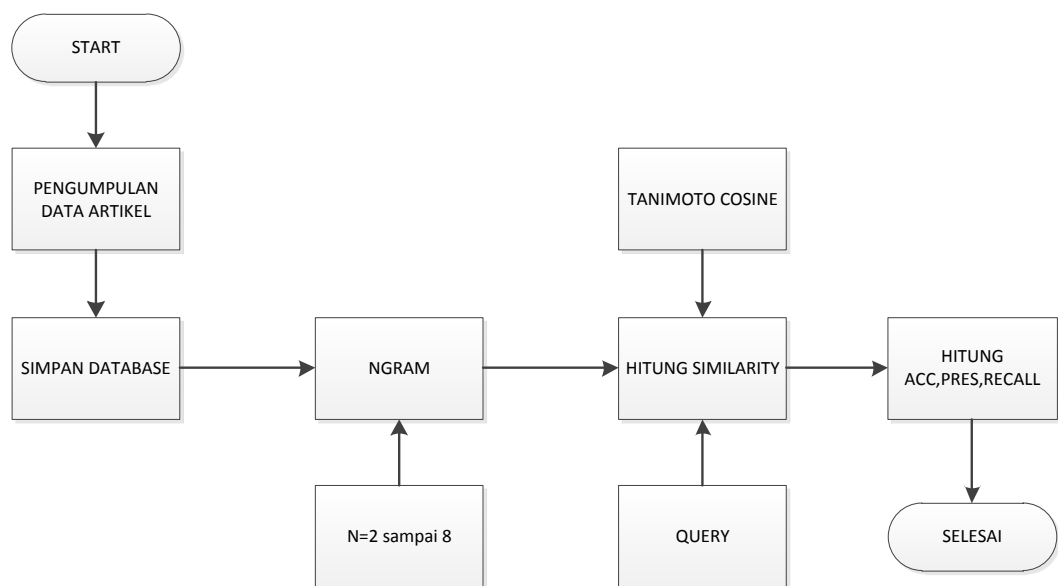 START
PENGUMPULAN
DATA ARTIKEL
TANIMOTO COSINE
SIMPAN DATABASE
NGRAM
HITUNG SIMILARITY
HITUNG
ACC,PRES,RECALL
N=2 sampai 8
QUERY
SELESAI